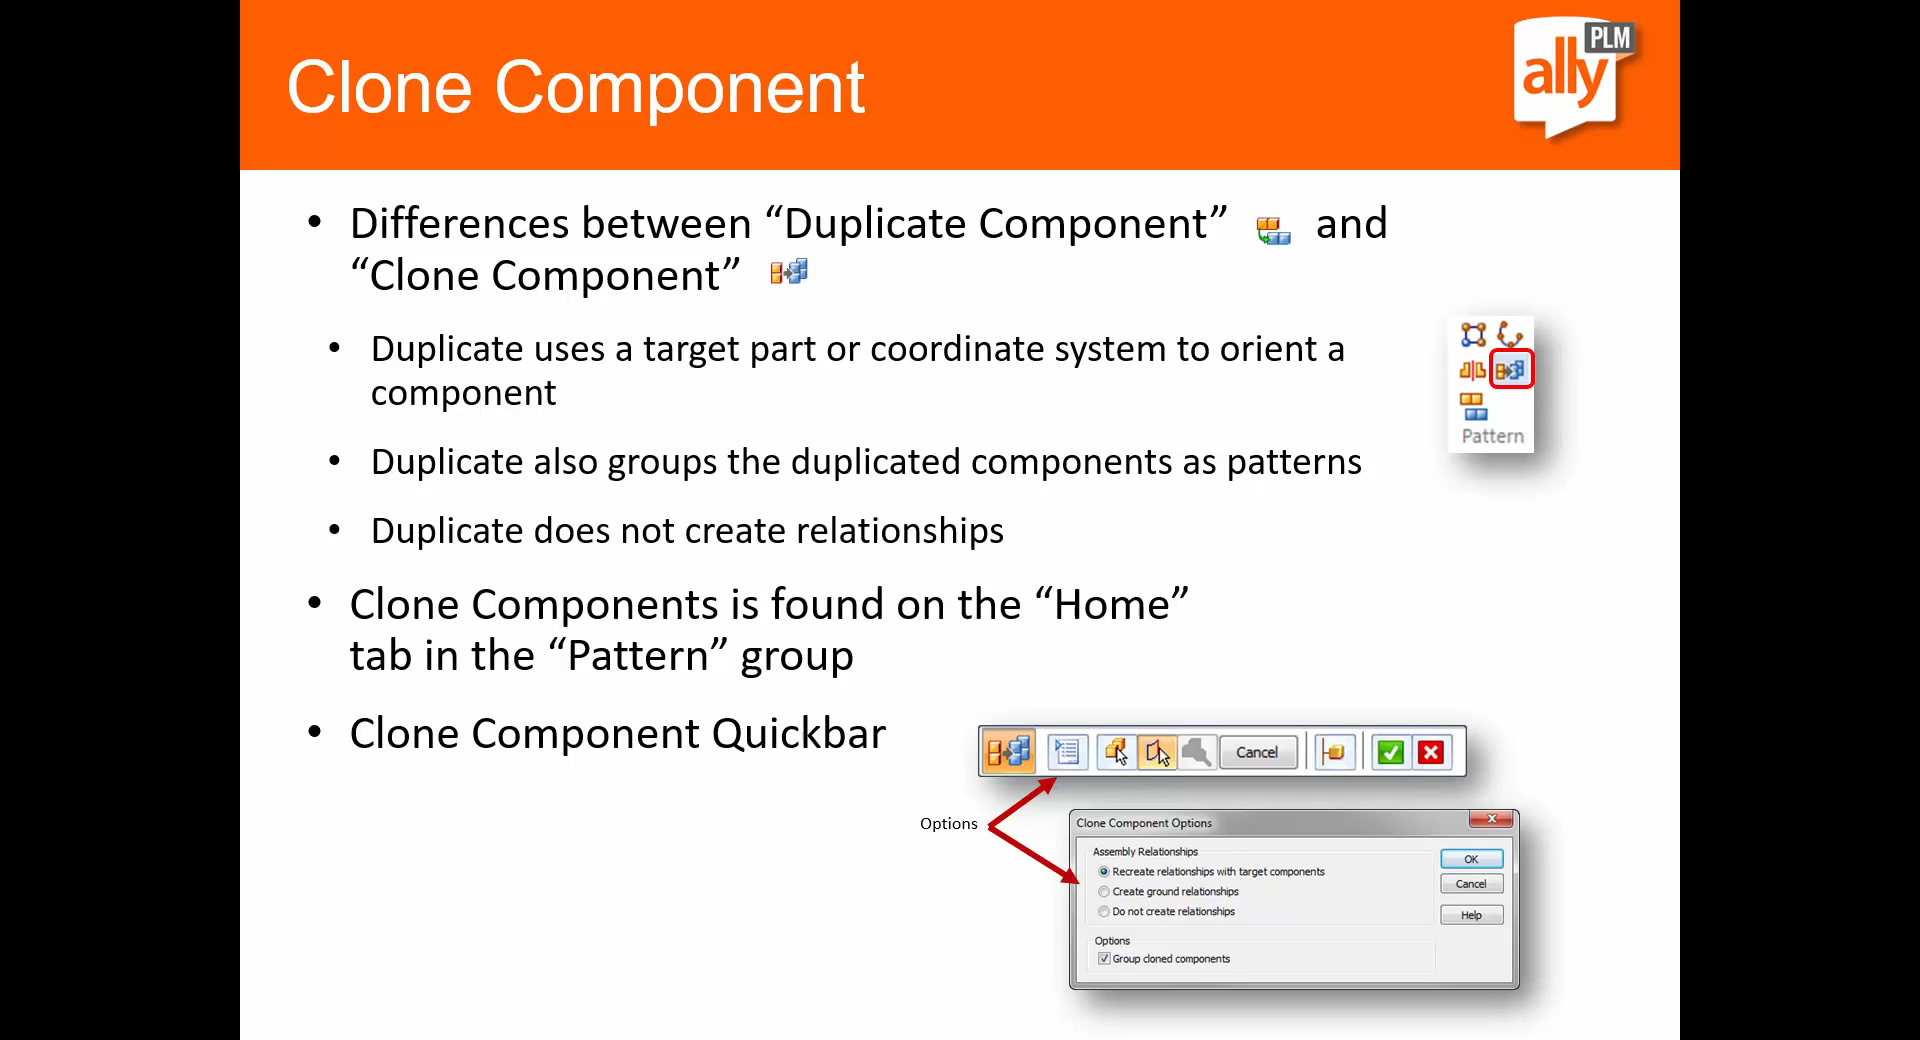 Clone Component
PLM
ally
• Differences between “Duplicate Component” and
“Clone Component”
• Duplicate uses a target part or coordinate system to orient a
component
• Duplicate also groups the duplicated components as patterns
• Duplicate does not create relationships
Pattern
• Clone Components is found on the “Home”
tab in the “Pattern” group
• Clone Component Quickbar
Cancel
Options
Clone Component Options
Assembly Relationships
Recreate relationships with target components
Create ground relationships
Do not create relationships
Options
Group cloned components
OK
Cancel
Help